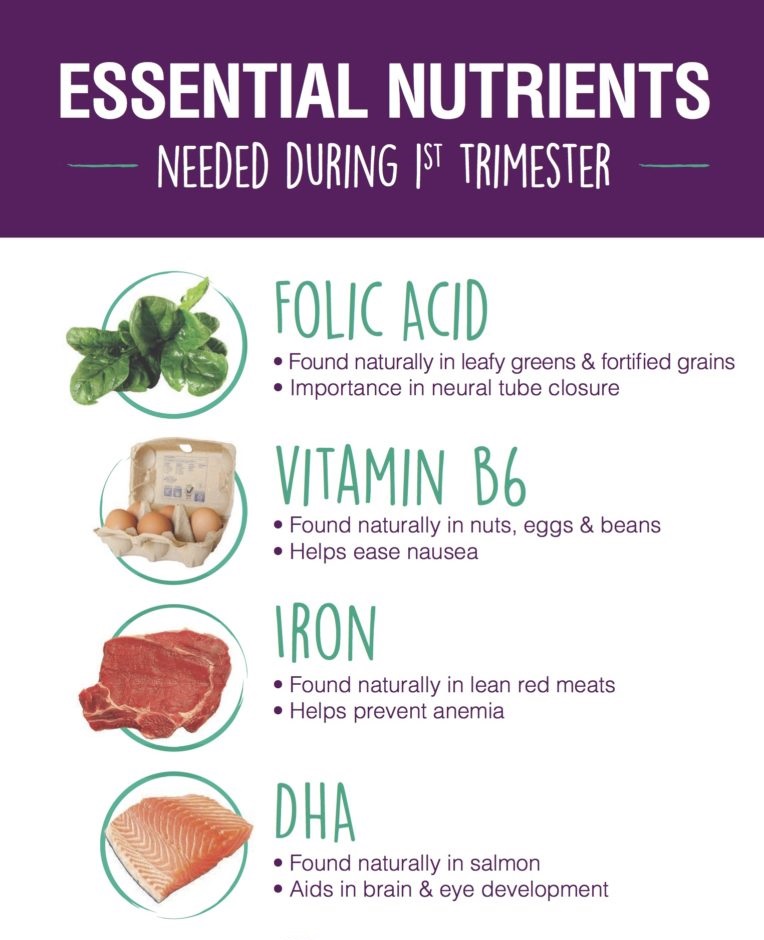 ESSENTIAL NUTRIENTS
NEEDED DURING 1ST TRIMESTER
FOLIC ACID
• Found naturally in leafy greens & fortified grains
• Importance in neural tube closure
VITAMIN B6
• Found naturally in nuts, eggs & beans
• Helps ease nausea
IRON
• Found naturally in lean red meats
• Helps prevent anemia
DHA
• Found naturally in salmon
• Aids in brain & eye development